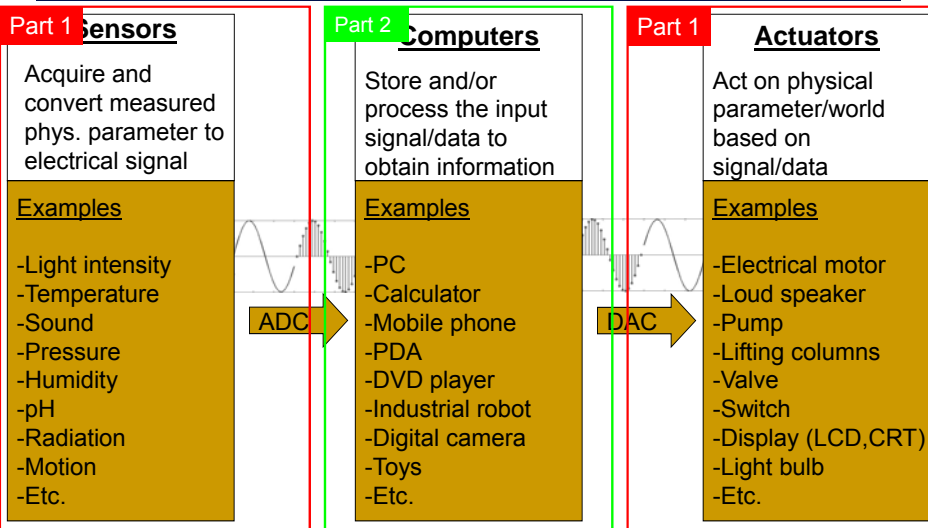 Part 1
Sensors
Acquire and
convert measured
phys. parameter to
electrical signal
Examples
-Light intensity
-Temperature
-Sound
-Pressure
-Humidity
-pH
-Radiation
-Motion
-Etc.
ADC
Part 2
Computers
Store and/or
process the input
signal/data to
obtain information
Examples
-PC
-Calculator
-Mobile phone
-PDA
-DVD player
-Industrial robot
-Digital camera
-Toys
-Etc.
DAC
Part 1
Actuators
Act on physical
parameter/world
based on
signal/data
Examples
-Electrical motor
-Loud speaker
-Pump
-Lifting columns
-Valve
-Switch
-Display (LCD,CRT)
-Light bulb
-Etc.